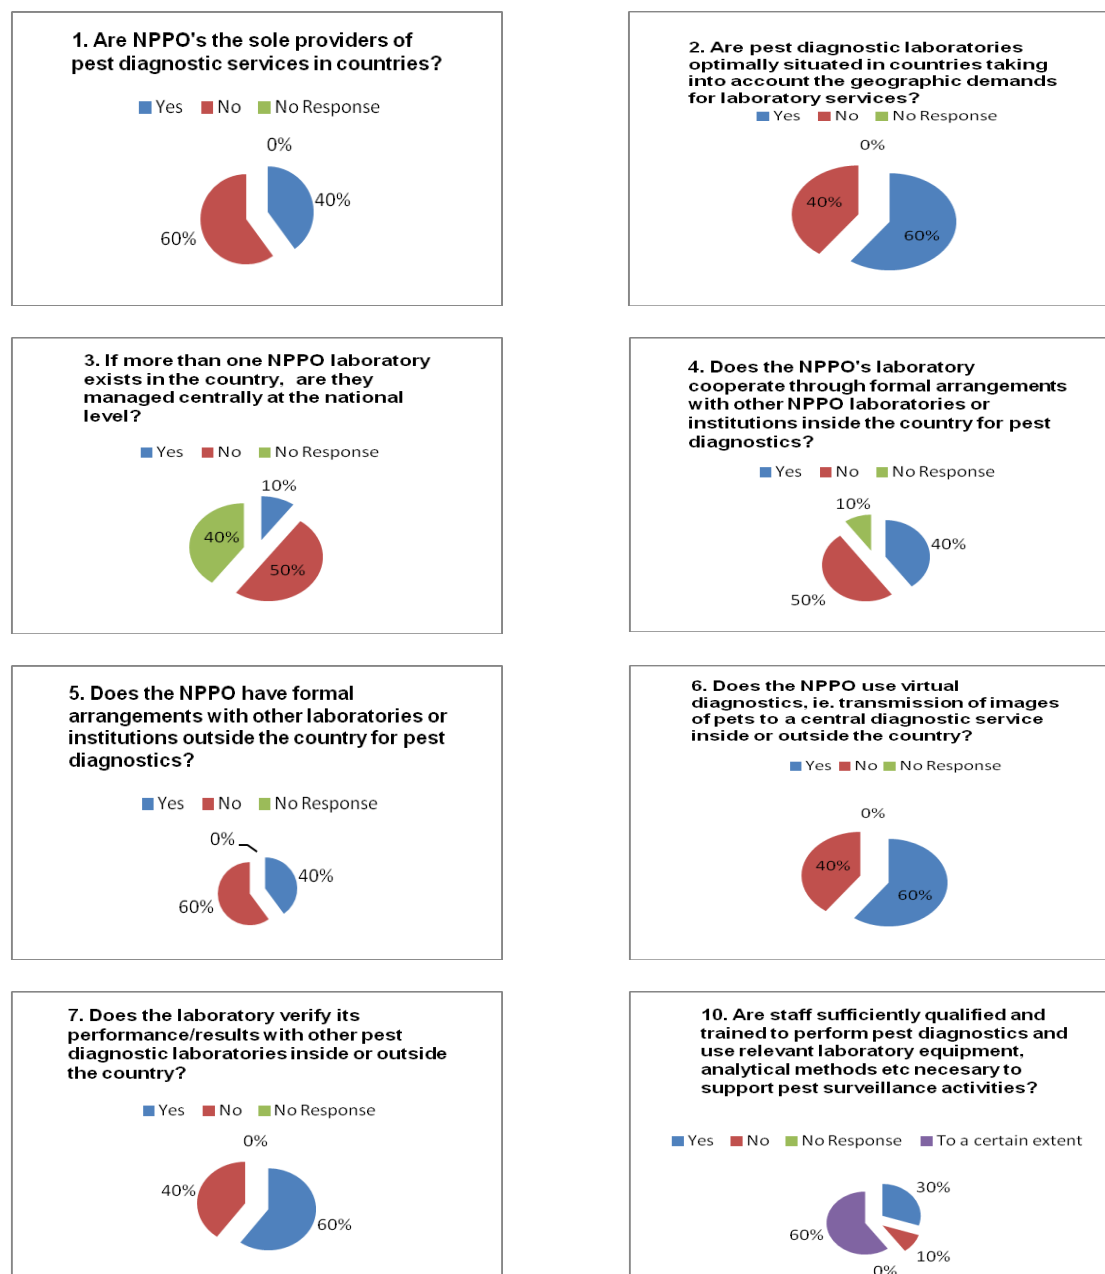 1. Are NPPO's the sole providers of
pest diagnostic services in countries?
Yes No No Response
0%
40%
60%
2. Are pest diagnostic laboratories
optimally situated in countries taking
into account the geographic demands
for laboratory services?
Yes No No Response
0%
40%
60%
3. If more than one NPPO laboratory
exists in the country, are they
managed centrally at the national
level?
Yes No No Response
10%
40%
50%
4. Does the NPPO's laboratory
cooperate through formal arrangements
with other NPPO laboratories or
institutions inside the country for pest
diagnostics?
Yes No No Response
10%
40%
50%
5. Does the NPPO have formal
arrangements with other laboratories or
institutions outside the country for pest
diagnostics?
Yes No No Response
0%
40%
60%
6. Does the NPPO use virtual
diagnostics, ie. transmission of images
of pets to a central diagnostic service
inside or outside the country?
Yes No No Response
0%
40%
60%
7. Does the laboratory verify its
performance/results with other pest
diagnostic laboratories inside or outside
the country?
Yes No No Response
0%
40%
60%
10. Are staff sufficiently qualified and
trained to perform pest diagnostics and
use relevant laboratory equipment,
analytical methods etc necesary to
support pest surveillance activities?
Yes No No Response To a certain extent
30%
60%
10%
0%